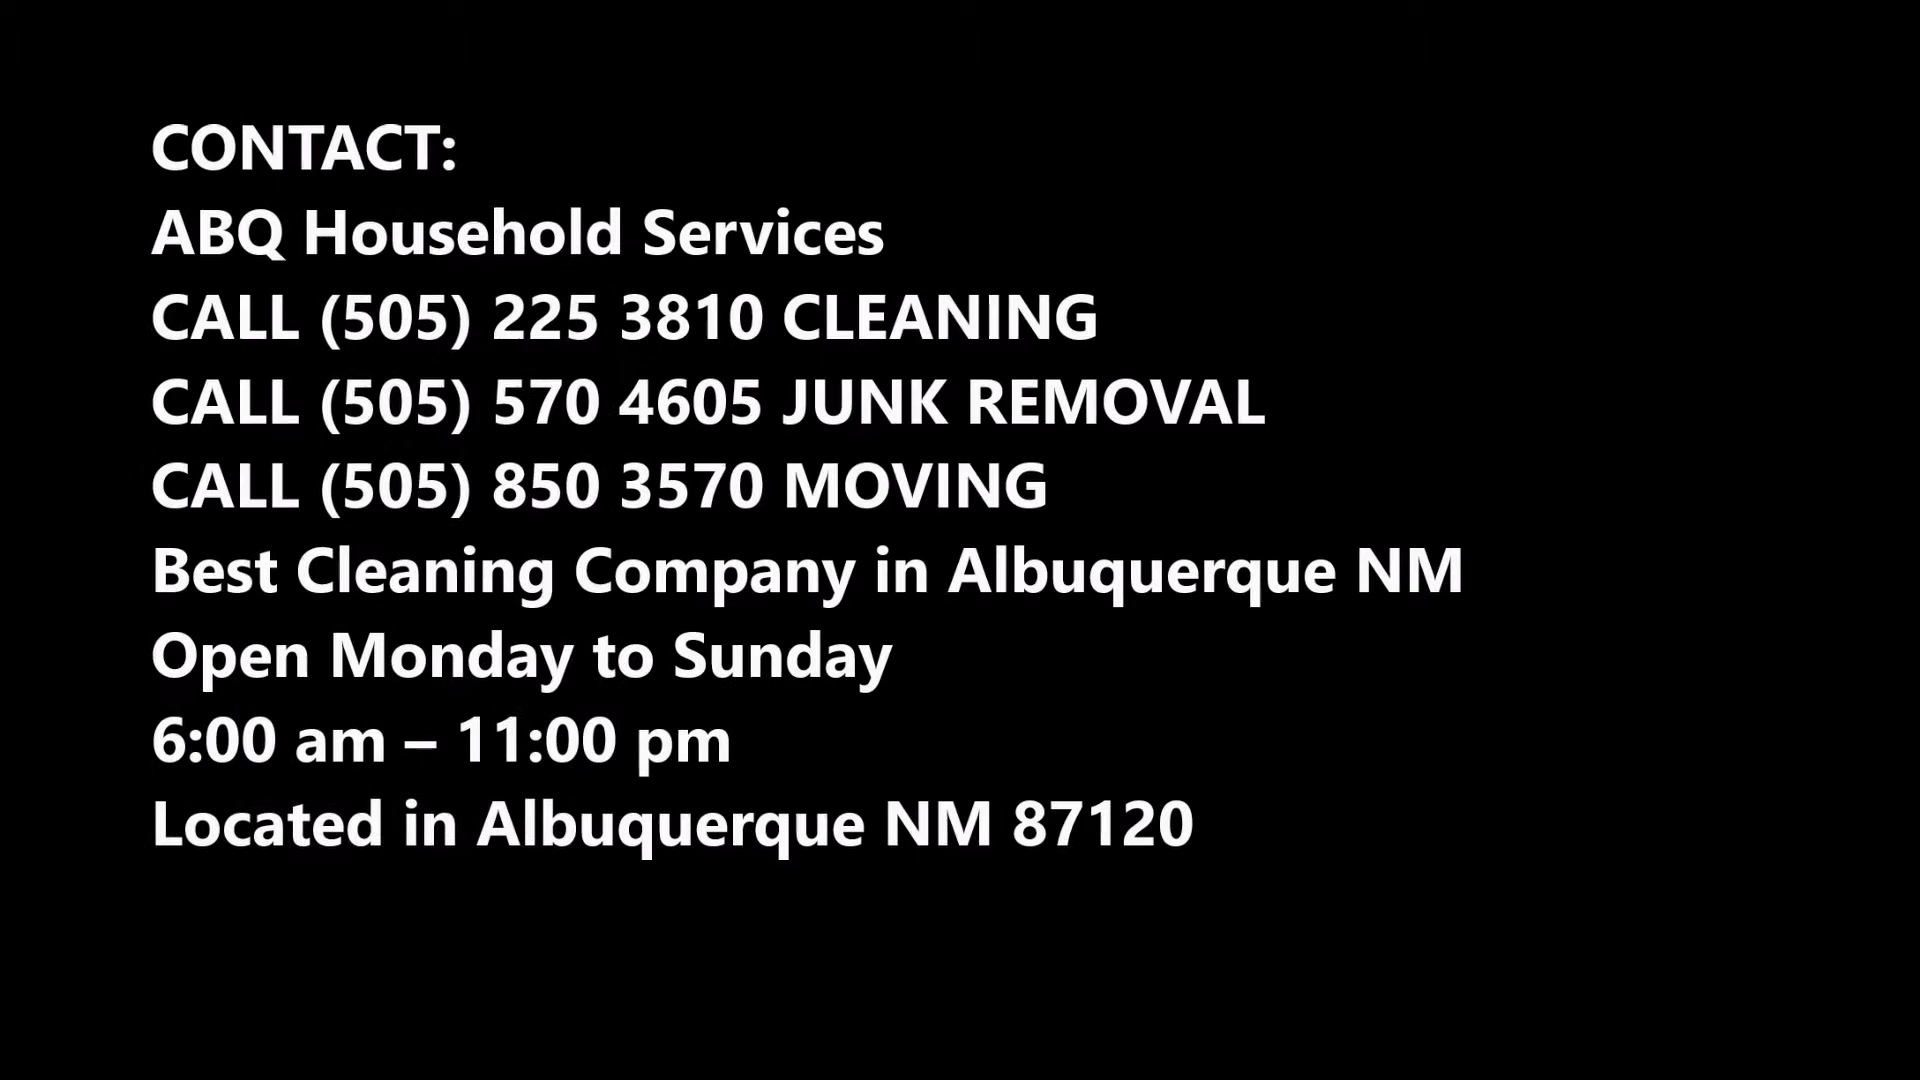 CONTACT:
ABQ Household Services
CALL (505) 225 3810 CLEANING
CALL (505) 570 4605 JUNK REMOVAL
CALL (505) 850 3570 MOVING
Best Cleaning Company in Albuquerque NM
Open Monday to Sunday
6:00 am – 11:00 pm
Located in Albuquerque NM 87120